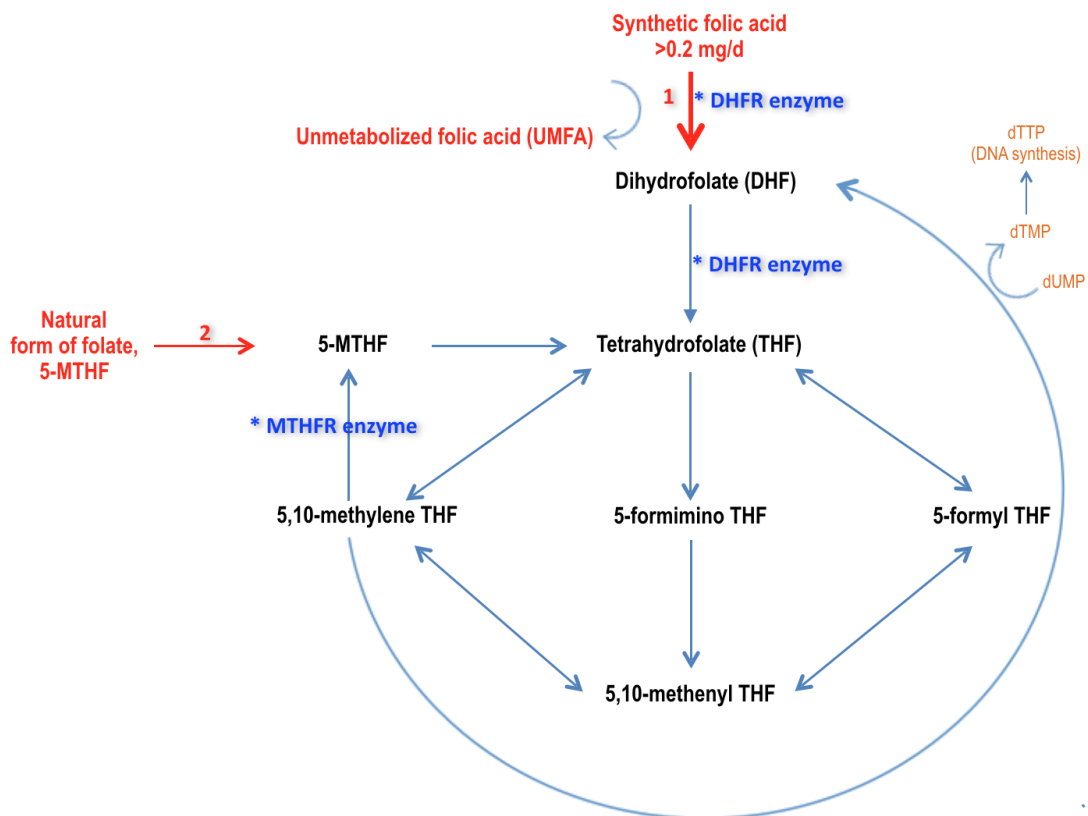 Synthetic folic acid
>0.2 mg/d
1
* DHFR enzyme
Unmetabolized folic acid (UMFA)
dTTP
(DNA synthesis)
Dihydrofolate (DHF)
dTMP
* DHFR enzyme
dUMP
Natural
form of folate,
5-MTHF
2
5-MTHF
Tetrahydrofolate (THF)
* MTHFR enzyme
5,10-methylene THF
5-formimino THF
5-formyl THF
5,10-methenyl THF
.